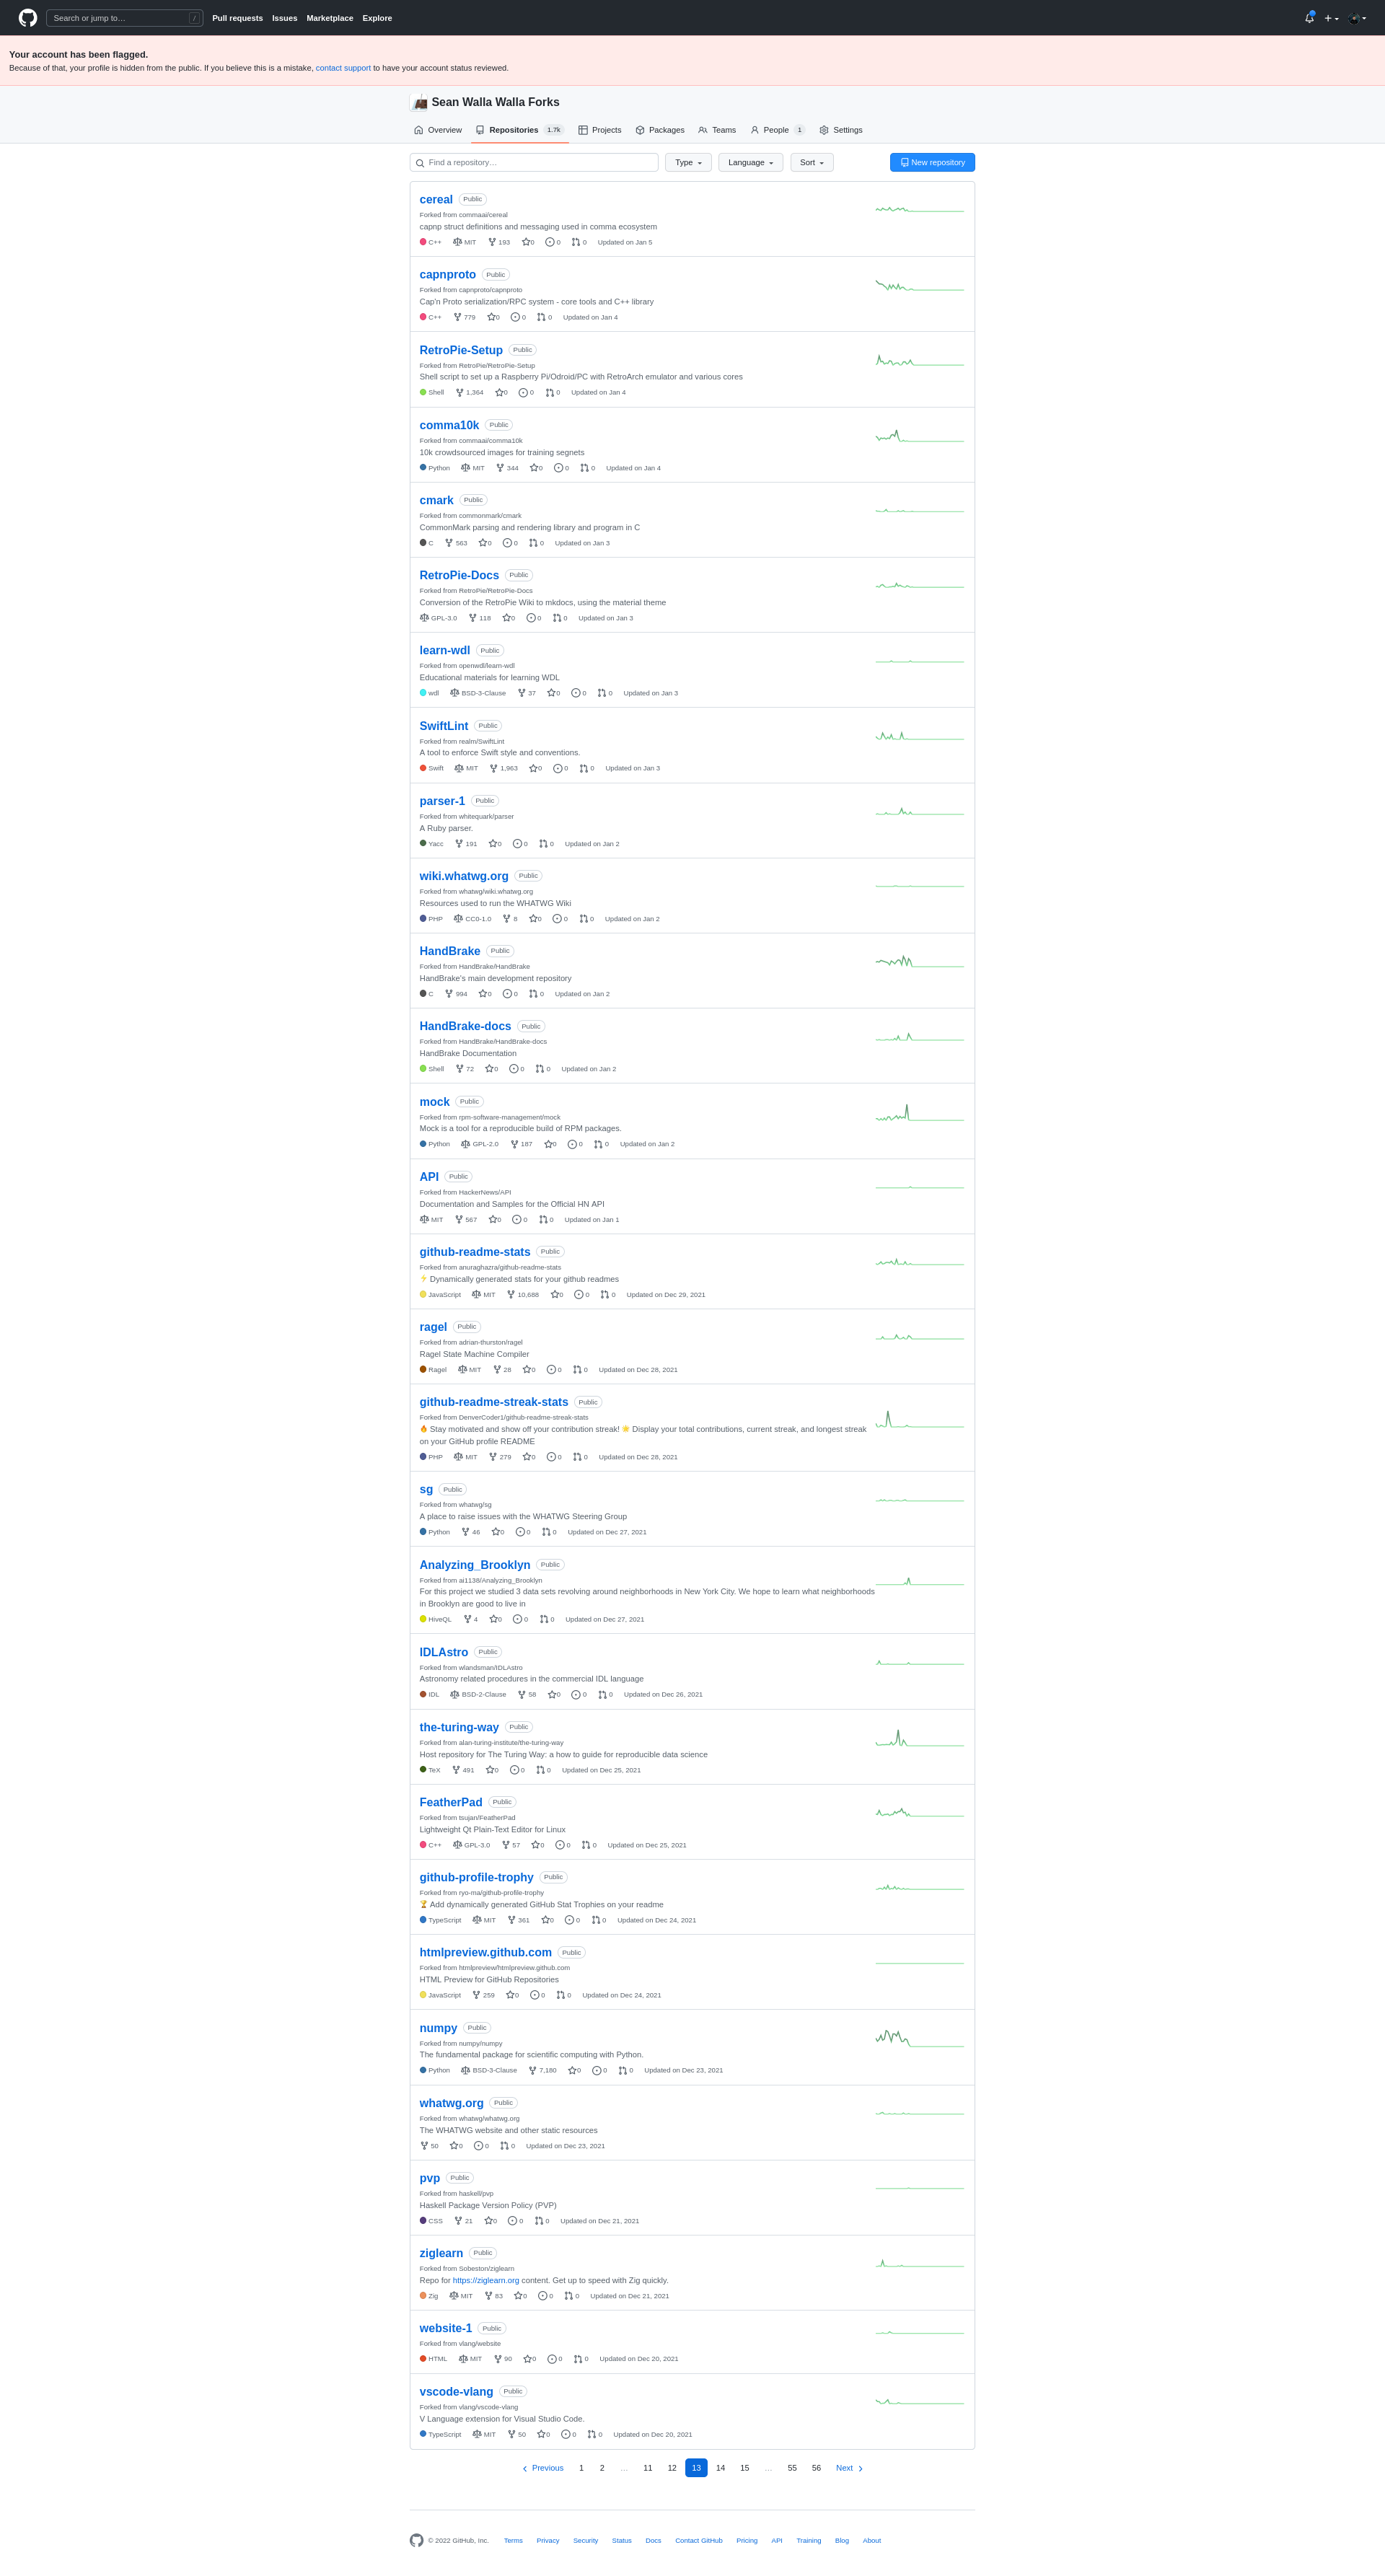 Search or jump to… /
Pull requests Issues Marketplace Explore
Your account has been flagged.
Because of that, your profile is hidden from the public. If you believe this is a mistake, contact support to have your account status reviewed.
Sean Walla Walla Forks
Overview Repositories 1.7k Projects Packages Teams People 1 Settings
Find a repository… Type Language Sort New repository
cereal Public
Forked from commaai/cereal
capnp struct definitions and messaging used in comma ecosystem
C++ MIT 193 0 0 0 Updated on Jan 5
capnproto Public
Forked from capnproto/capnproto
Cap'n Proto serialization/RPC system - core tools and C++ library
C++ 779 0 0 0 Updated on Jan 4
RetroPie-Setup Public
Forked from RetroPie/RetroPie-Setup
Shell script to set up a Raspberry Pi/Odroid/PC with RetroArch emulator and various cores
Shell 1,364 0 0 0 Updated on Jan 4
comma10k Public
Forked from commaai/comma10k
10k crowdsourced images for training segnets
Python MIT 344 0 0 0 Updated on Jan 4
cmark Public
Forked from commonmark/cmark
CommonMark parsing and rendering library and program in C
C 563 0 0 0 Updated on Jan 3
RetroPie-Docs Public
Forked from RetroPie/RetroPie-Docs
Conversion of the RetroPie Wiki to mkdocs, using the material theme
GPL-3.0 118 0 0 0 Updated on Jan 3
learn-wdl Public
Forked from openwdl/learn-wdl
Educational materials for learning WDL
wdl BSD-3-Clause 37 0 0 0 Updated on Jan 3
SwiftLint Public
Forked from realm/SwiftLint
A tool to enforce Swift style and conventions.
Swift MIT 1,963 0 0 0 Updated on Jan 3
parser-1 Public
Forked from whitequark/parser
A Ruby parser.
Yacc 191 0 0 0 Updated on Jan 2
wiki.whatwg.org Public
Forked from whatwg/wiki.whatwg.org
Resources used to run the WHATWG Wiki
PHP CC0-1.0 8 0 0 0 Updated on Jan 2
HandBrake Public
Forked from HandBrake/HandBrake
HandBrake's main development repository
C 994 0 0 0 Updated on Jan 2
HandBrake-docs Public
Forked from HandBrake/HandBrake-docs
HandBrake Documentation
Shell 72 0 0 0 Updated on Jan 2
mock Public
Forked from rpm-software-management/mock
Mock is a tool for a reproducible build of RPM packages.
Python GPL-2.0 187 0 0 0 Updated on Jan 2
API Public
Forked from HackerNews/API
Documentation and Samples for the Official HN API
MIT 567 0 0 0 Updated on Jan 1
github-readme-stats Public
Forked from anuraghazra/github-readme-stats
⚡ Dynamically generated stats for your github readmes
JavaScript MIT 10,688 0 0 0 Updated on Dec 29, 2021
ragel Public
Forked from adrian-thurston/ragel
Ragel State Machine Compiler
Ragel MIT 28 0 0 0 Updated on Dec 28, 2021
github-readme-streak-stats Public
Forked from DenverCoder1/github-readme-streak-stats
🔥 Stay motivated and show off your contribution streak! 🌟 Display your total contributions, current streak, and longest streak
on your GitHub profile README
PHP MIT 279 0 0 0 Updated on Dec 28, 2021
sg Public
Forked from whatwg/sg
A place to raise issues with the WHATWG Steering Group
Python 46 0 0 0 Updated on Dec 27, 2021
Analyzing_Brooklyn Public
Forked from ai1138/Analyzing_Brooklyn
For this project we studied 3 data sets revolving around neighborhoods in New York City. We hope to learn what neighborhoods
in Brooklyn are good to live in
HiveQL 4 0 0 0 Updated on Dec 27, 2021
IDLAstro Public
Forked from wlandsman/IDLAstro
Astronomy related procedures in the commercial IDL language
IDL BSD-2-Clause 58 0 0 0 Updated on Dec 26, 2021
the-turing-way Public
Forked from alan-turing-institute/the-turing-way
Host repository for The Turing Way: a how to guide for reproducible data science
TeX 491 0 0 0 Updated on Dec 25, 2021
FeatherPad Public
Forked from tsujan/FeatherPad
Lightweight Qt Plain-Text Editor for Linux
C++ GPL-3.0 57 0 0 0 Updated on Dec 25, 2021
github-profile-trophy Public
Forked from ryo-ma/github-profile-trophy
🏆 Add dynamically generated GitHub Stat Trophies on your readme
TypeScript MIT 361 0 0 0 Updated on Dec 24, 2021
htmlpreview.github.com Public
Forked from htmlpreview/htmlpreview.github.com
HTML Preview for GitHub Repositories
JavaScript 259 0 0 0 Updated on Dec 24, 2021
numpy Public
Forked from numpy/numpy
The fundamental package for scientific computing with Python.
Python BSD-3-Clause 7,180 0 0 0 Updated on Dec 23, 2021
whatwg.org Public
Forked from whatwg/whatwg.org
The WHATWG website and other static resources
50 0 0 0 Updated on Dec 23, 2021
pvp Public
Forked from haskell/pvp
Haskell Package Version Policy (PVP)
CSS 21 0 0 0 Updated on Dec 21, 2021
ziglearn Public
Forked from Sobeston/ziglearn
Repo for https://ziglearn.org content. Get up to speed with Zig quickly.
Zig MIT 83 0 0 0 Updated on Dec 21, 2021
website-1 Public
Forked from vlang/website
HTML MIT 90 0 0 0 Updated on Dec 20, 2021
vscode-vlang Public
Forked from vlang/vscode-vlang
V Language extension for Visual Studio Code.
TypeScript MIT 50 0 0 0 Updated on Dec 20, 2021
Previous 1 2 … 11 12 13 14 15 … 55 56 Next
© 2022 GitHub, Inc. Terms Privacy Security Status Docs Contact GitHub Pricing API Training Blog About